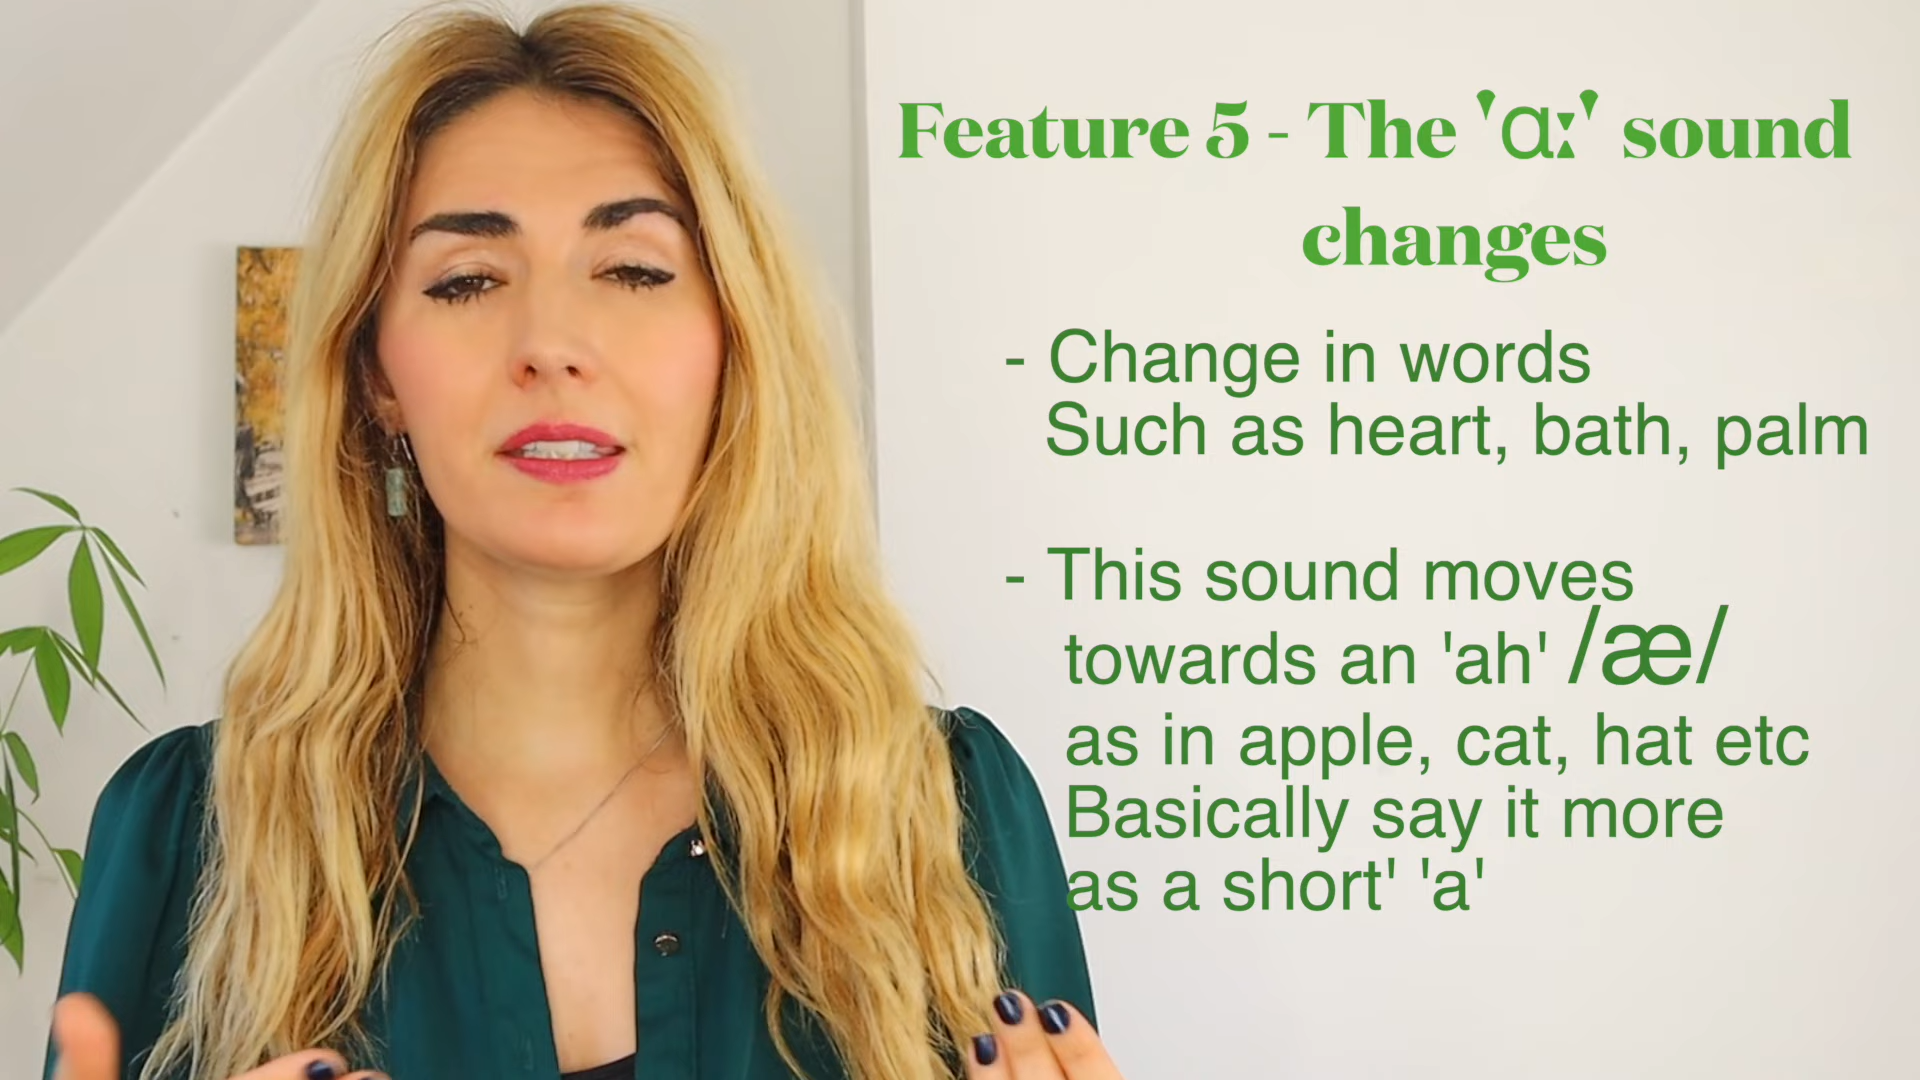 Feature 5 - The 'ɑː' sound
changes
- Change in words
Such as heart, bath, palm
- This sound moves
towards an 'ah' /æ/
as in apple, cat, hat etc
Basically say it more
as a short' 'a'